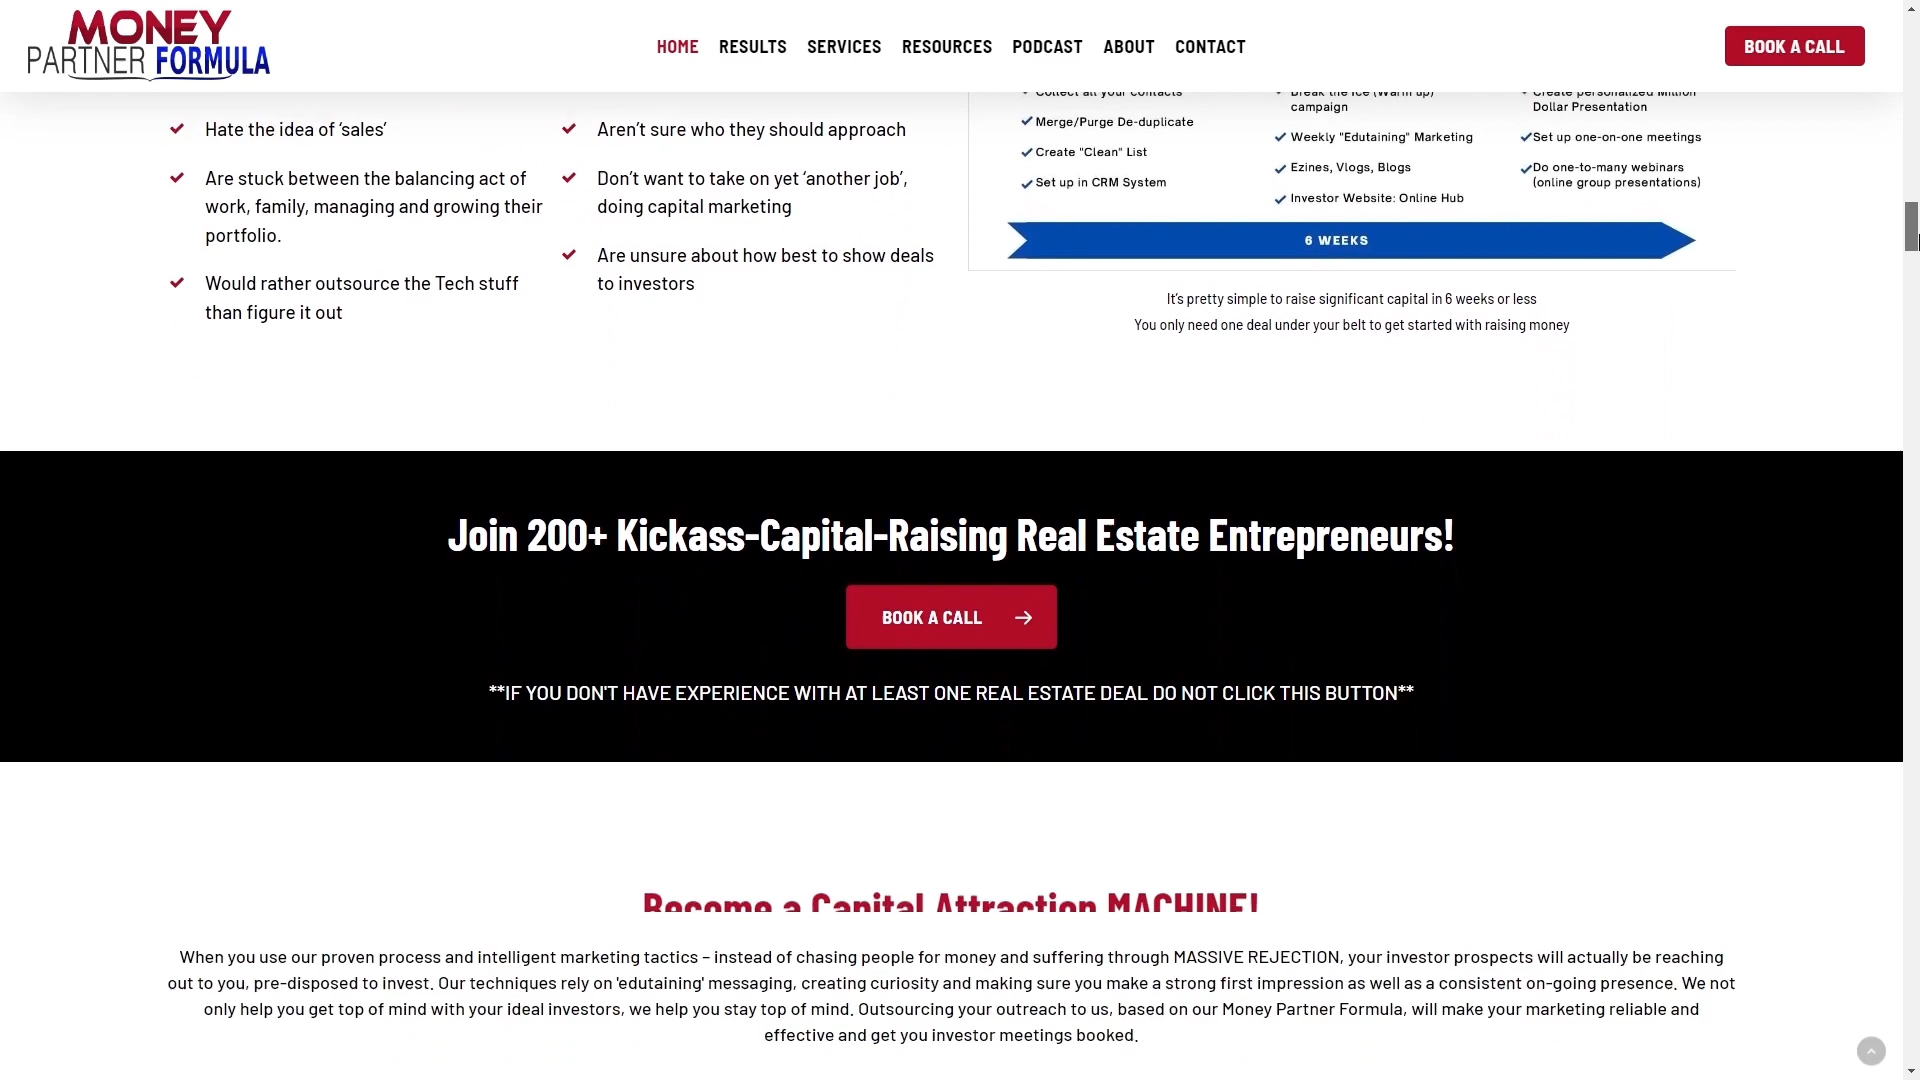 MONEY
PARTNER FORMULA
HOME RESULTS SERVICES RESOURCES PODCAST ABOUT CONTACT
BOOK A CALL
Hate the idea of ‘sales’
Are stuck between the balancing act of
work, family, managing and growing their
portfolio.
Would rather outsource the Tech stuff
than figure it out
Aren’t sure who they should approach
Don’t want to take on yet ‘another job’,
doing capital marketing
Are unsure about how best to show deals
to investors
Collect all your contacts
Merge/Purge De-duplicate
Create "Clean" List
Set up in CRM System
Break the Ice (Warm up)
campaign
Weekly "Edutaining" Marketing
Ezines, Vlogs, Blogs
Investor Website: Online Hub
Create personalized Million
Dollar Presentation
Set up one-on-one meetings
Do one-to-many webinars
(online group presentations)
6 WEEKS
It’s pretty simple to raise significant capital in 6 weeks or less
You only need one deal under your belt to get started with raising money
Join 200+ Kickass-Capital-Raising Real Estate Entrepreneurs!
BOOK A CALL
**IF YOU DON'T HAVE EXPERIENCE WITH AT LEAST ONE REAL ESTATE DEAL DO NOT CLICK THIS BUTTON**
Become a Capital Attraction MACHINE!
When you use our proven process and intelligent marketing tactics – instead of chasing people for money and suffering through MASSIVE REJECTION, your investor prospects will actually be reaching
out to you, pre-disposed to invest. Our techniques rely on 'edutaining' messaging, creating curiosity and making sure you make a strong first impression as well as a consistent on-going presence. We not
only help you get top of mind with your ideal investors, we help you stay top of mind. Outsourcing your outreach to us, based on our Money Partner Formula, will make your marketing reliable and
effective and get you investor meetings booked.